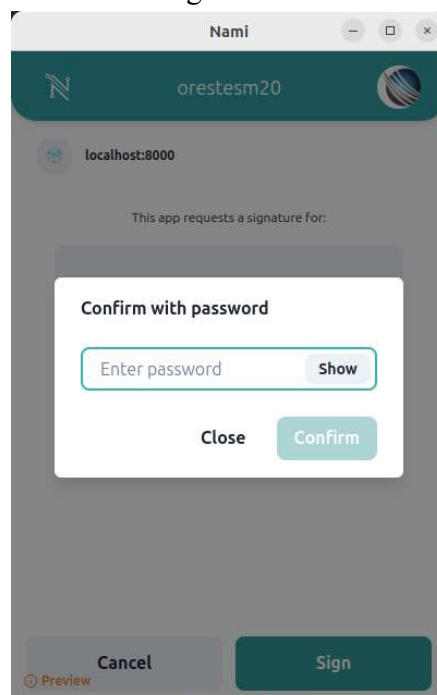 Nami
orestesm20
localhost:8000
This app requests a signature for:
Confirm with password
Enter password Show
Close Confirm
Cancel Sign
Preview